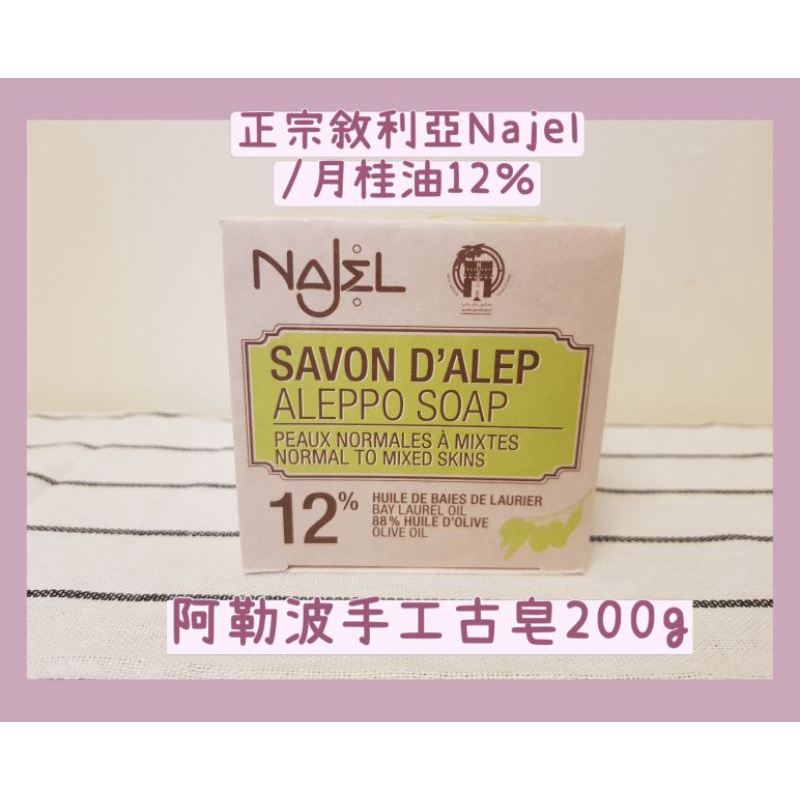 正宗敘利亞Najel
/月桂油12%
NAJEL
SAVON D'ALEP
ALEPPO SOAP
PEAUX NORMALES À MIXTES
NORMAL TO MIXED SKINS
12%
HUILE DE BAIES DE LAURIER
BAY LAUREL OIL
88% HUILE D'OLIVE
OLIVE OIL
阿勒波手工古皂200g